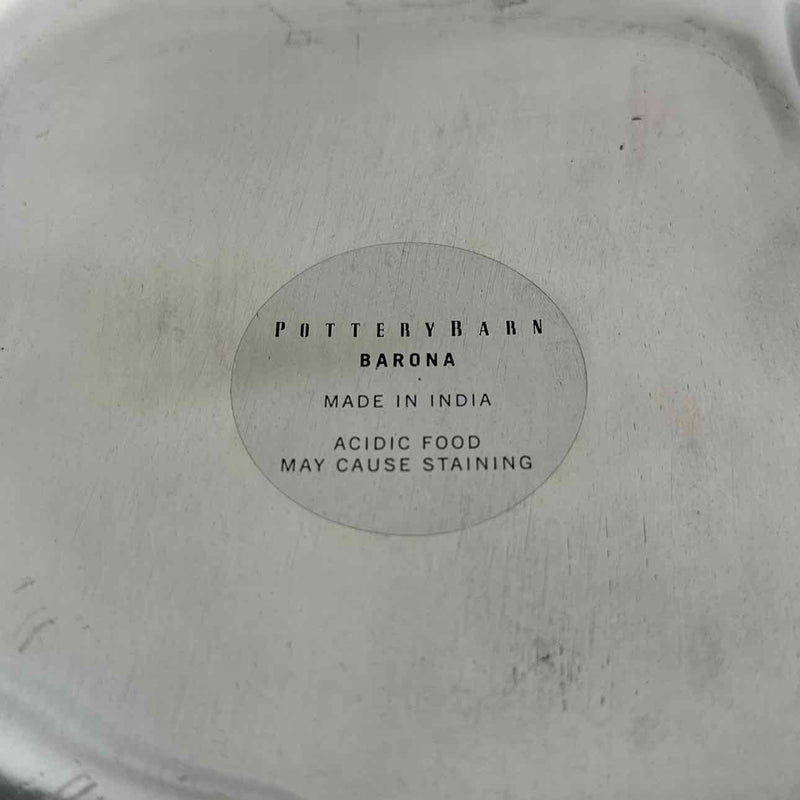 POTTERYBARN
BARONA
MADE IN INDIA
ACIDIC FOOD
MAY CAUSE STAINING